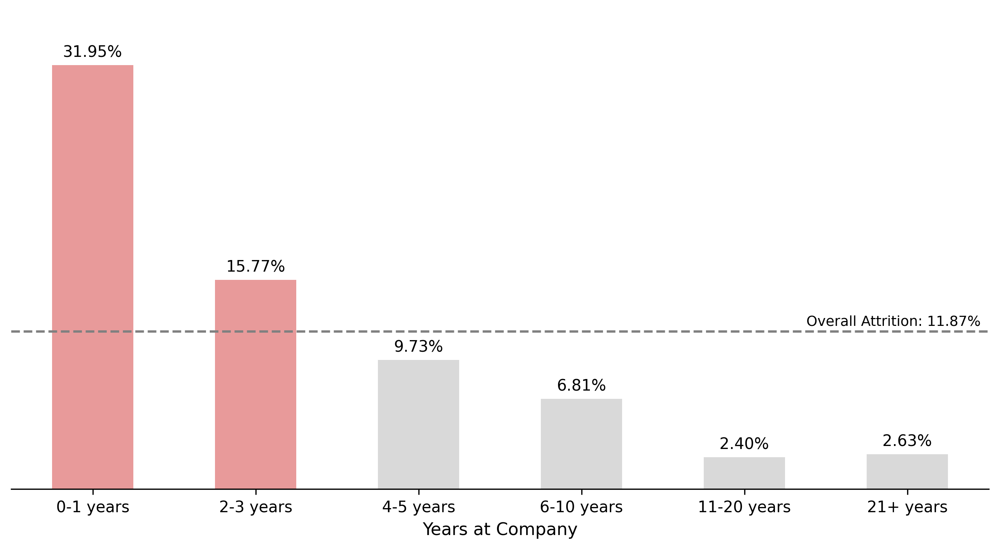 31.95%
15.77%
Overall Attrition: 11.87%
9.73%
6.81%
2.40%
2.63%
0-1 years
2-3 years
4-5 years
6-10 years
11-20 years
21+ years
Years at Company